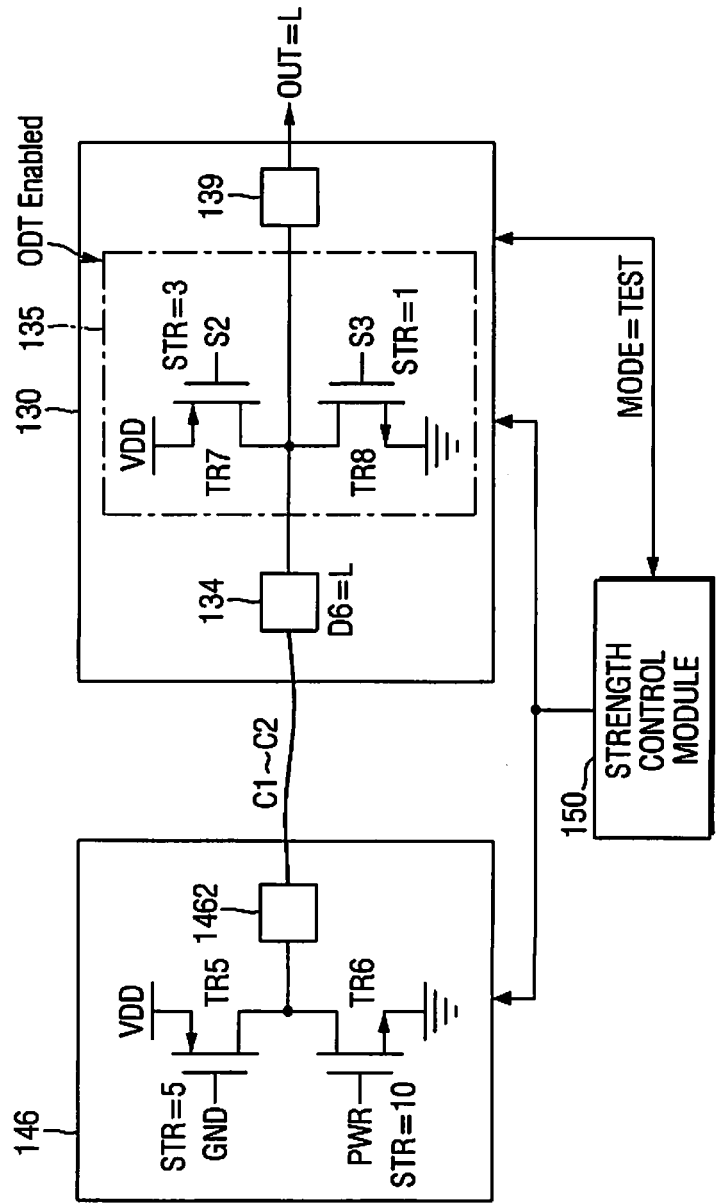 146
VDD
STR=5
GND
TR5
1462
PWR
STR=10
TR6
C1~C2
130
135
ODT Enabled
VDD
STR=3
S2
TR7
134
D6=L
139
OUT=L
TR8
S3
STR=1
150
STRENGTH
CONTROL
MODULE
MODE=TEST